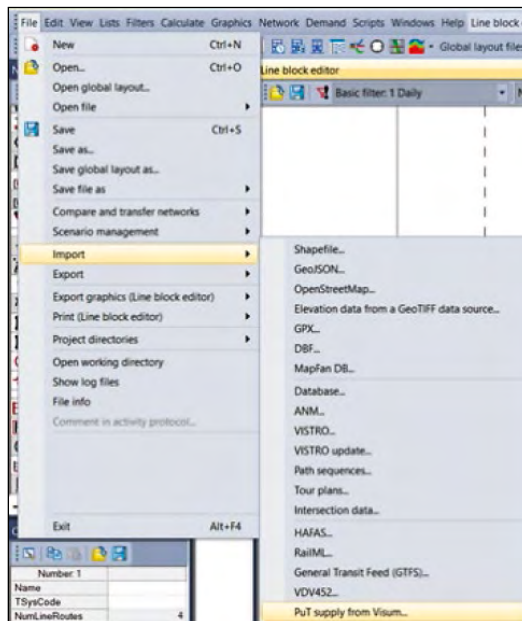 File Edit View Lists Filters Calculate Graphics Network Demand Scripts Windows Help Line block
New Ctrl+N
Global layout files
Open... Ctrl+O
Line block editor
Open global layout...
Basic filter: 1 Daily
Open file
Save Ctrl+S
Save as...
Save global layout as...
Save file as
Compare and transfer networks
Scenario management
Import
Export
Export graphics (Line block editor)
Print (Line block editor)
Project directories
Open working directory
Show log files
File info
Comment in activity protocol...
Exit Alt+F4
Shapefile...
GeoJSON...
OpenStreetMap...
Elevation data from a GeoTIFF data source...
GPX...
DBF...
MapFan DB...
Database...
ANM...
VISTRO...
VISTRO update...
Path sequences...
Tour plans...
Intersection data...
HAFAS...
RailML...
General Transit Feed (GTFS)...
VDV452...
PuT supply from Visum...
Number: 1
Name
TSysCode
NumLineRoutes 4